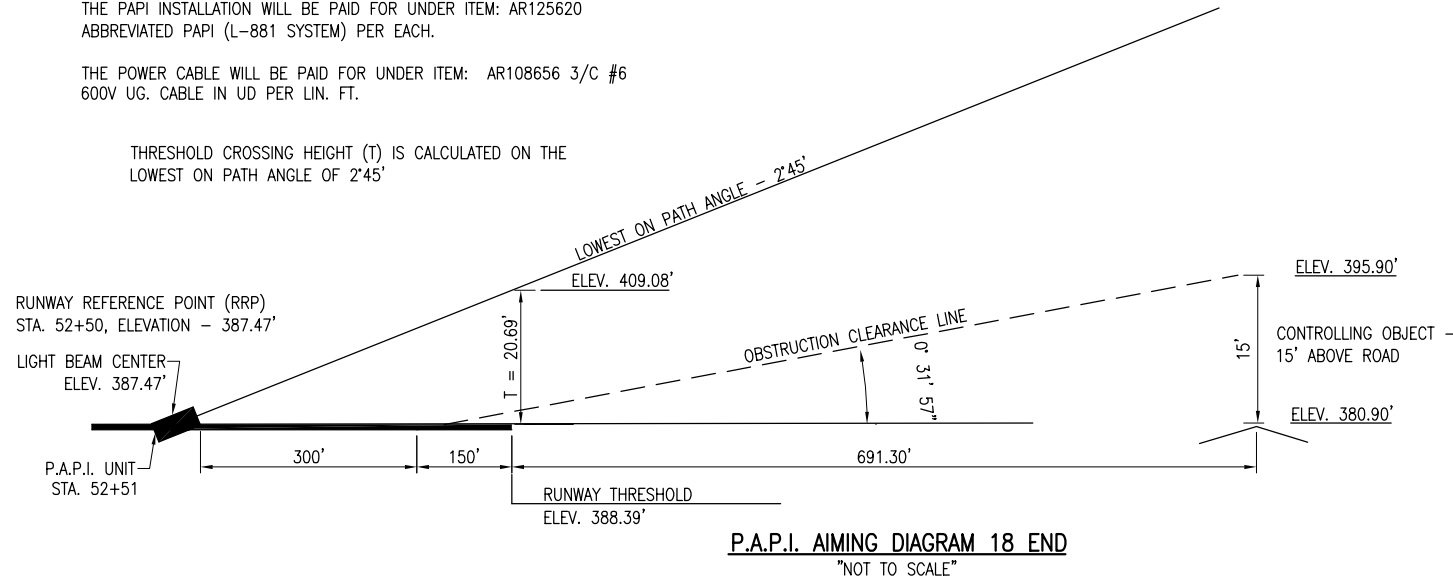 THE PAPI INSTALLATION WILL BE PAID FOR UNDER ITEM: AR125620
ABBREVIATED PAPI (L-881 SYSTEM) PER EACH.
THE POWER CABLE WILL BE PAID FOR UNDER ITEM: AR108656 3/C #6
600V UG. CABLE IN UD PER LIN. FT.
THRESHOLD CROSSING HEIGHT (T) IS CALCULATED ON THE
LOWEST ON PATH ANGLE OF 2°45'
LOWEST ON PATH ANGLE - 2°45'
ELEV. 409.08'
ELEV. 395.90'
RUNWAY REFERENCE POINT (RRP)
STA. 52+50, ELEVATION - 387.47'
LIGHT BEAM CENTER
ELEV. 387.47'
T = 20.69'
OBSTRUCTION CLEARANCE LINE
0° 31' 57"
15'
CONTROLLING OBJECT -
15' ABOVE ROAD
ELEV. 380.90'
P.A.P.I. UNIT
STA. 52+51
300'
150'
691.30'
RUNWAY THRESHOLD
ELEV. 388.39'
P.A.P.I. AIMING DIAGRAM 18 END
"NOT TO SCALE"